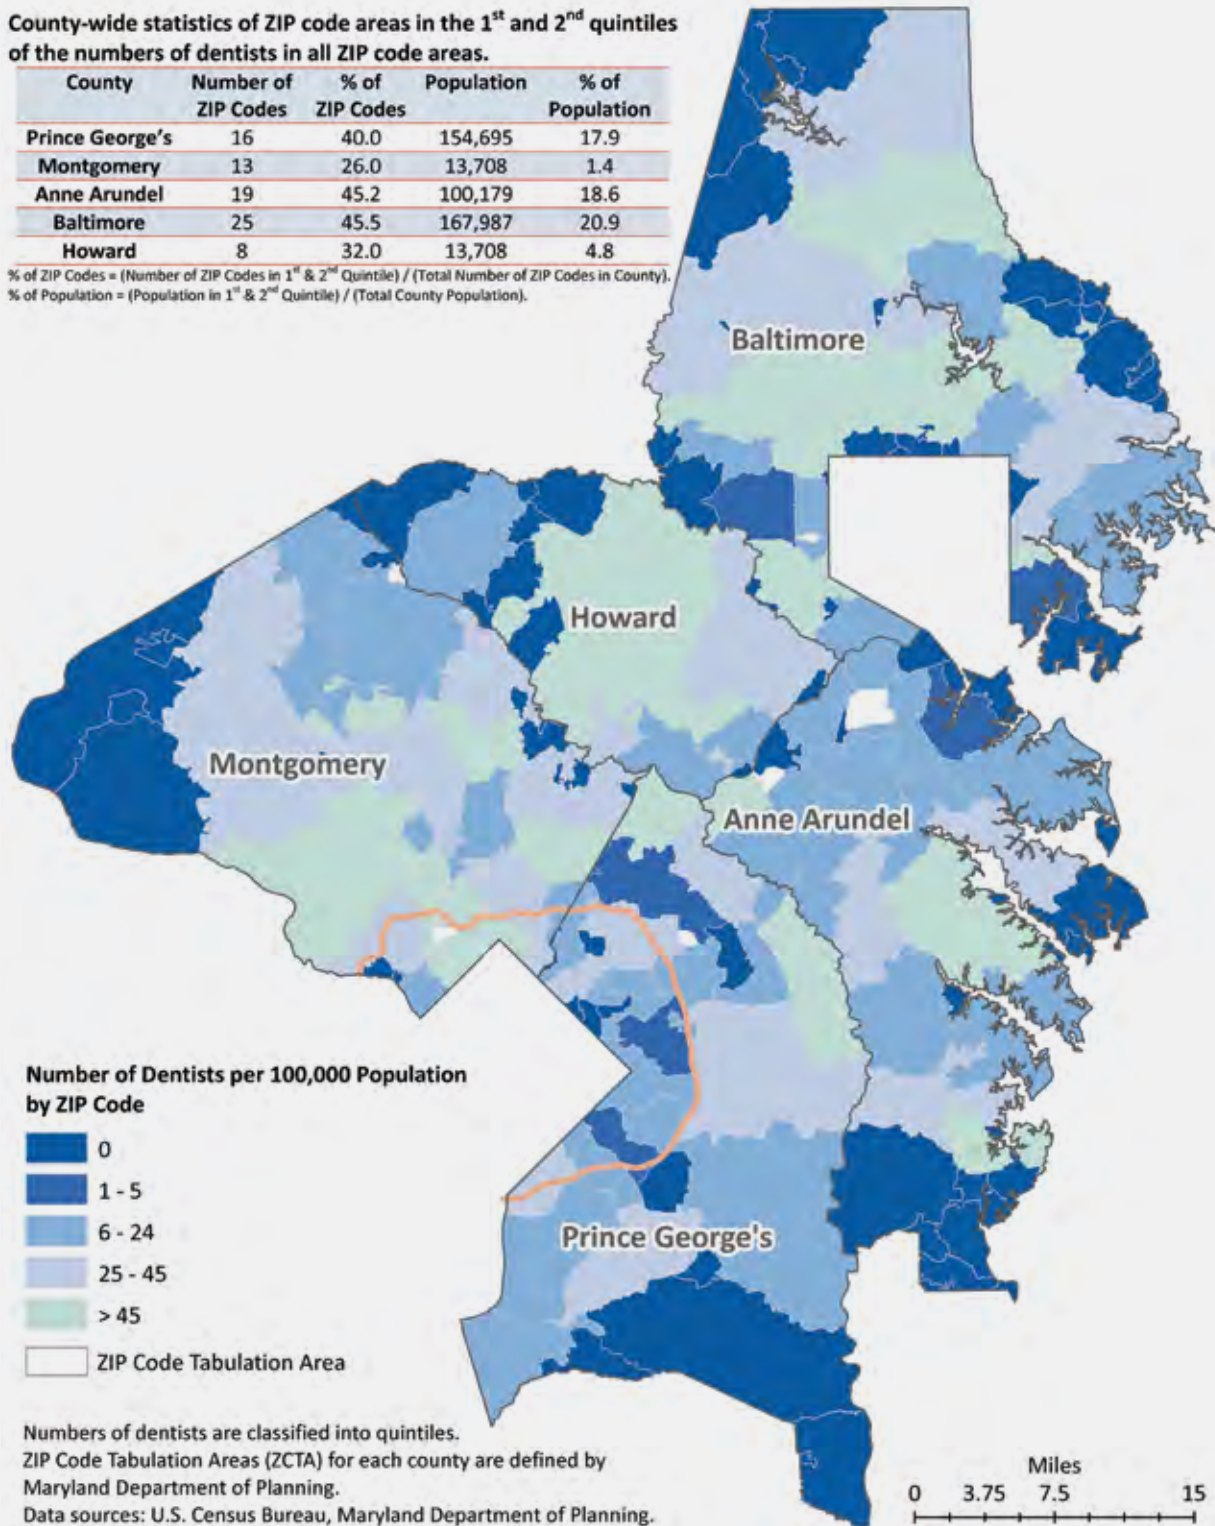 County-wide statistics of ZIP code areas in the 1st and 2nd quintiles
of the numbers of dentists in all ZIP code areas.
County Number of ZIP Codes % of ZIP Codes Population % of Population
Prince George's 16 40.0 154,695 17.9
Montgomery 13 26.0 13,708 1.4
Anne Arundel 19 45.2 100,179 18.6
Baltimore 25 45.5 167,987 20.9
Howard 8 32.0 13,708 4.8
% of ZIP Codes = (Number of ZIP Codes in 1st & 2nd Quintile) / (Total Number of ZIP Codes in County).
% of Population = (Population in 1st & 2nd Quintile) / (Total County Population).
Baltimore
Howard
Montgomery
Anne Arundel
Prince George's
Number of Dentists per 100,000 Population
by ZIP Code
0
1 - 5
6 - 24
25 - 45
> 45
ZIP Code Tabulation Area
Numbers of dentists are classified into quintiles.
ZIP Code Tabulation Areas (ZCTA) for each county are defined by
Maryland Department of Planning.
Data sources: U.S. Census Bureau, Maryland Department of Planning.
Miles
0 3.75 7.5 15